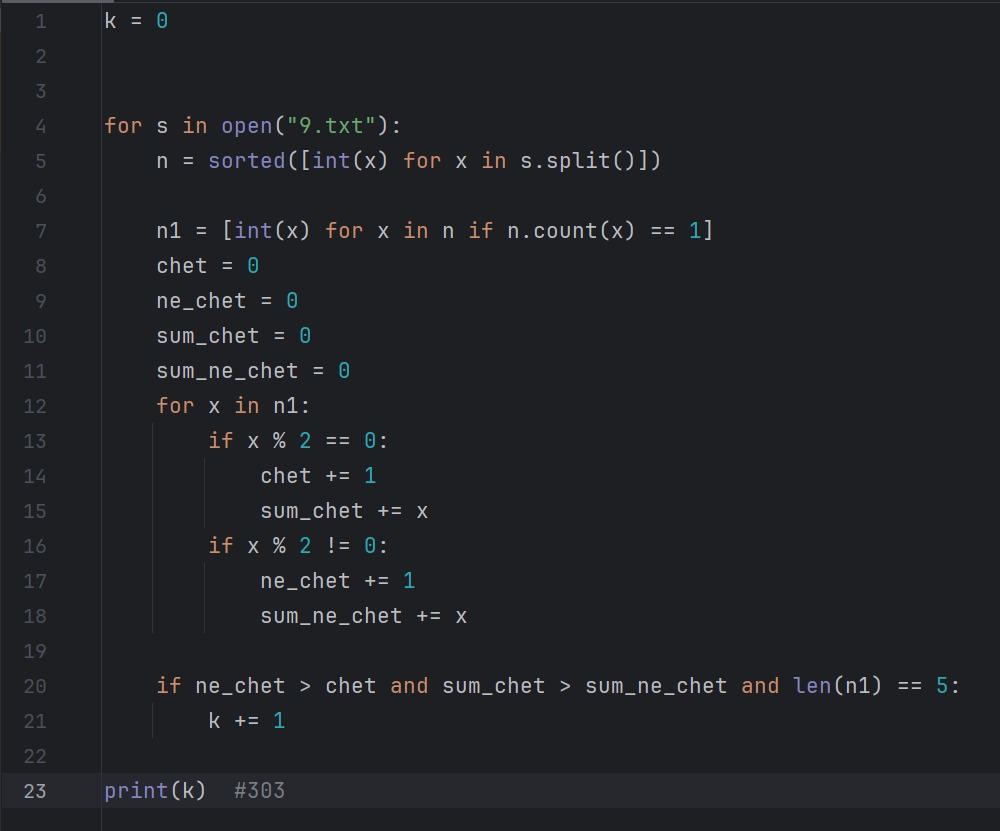 1 k = 0
2
3
4 for s in open("9.txt"):
5     n = sorted([int(x) for x in s.split()])
6
7     n1 = [int(x) for x in n if n.count(x) == 1]
8     chet = 0
9     ne_chet = 0
10     sum_chet = 0
11     sum_ne_chet = 0
12     for x in n1:
13         if x % 2 == 0:
14             chet += 1
15             sum_chet += x
16         if x % 2 != 0:
17             ne_chet += 1
18             sum_ne_chet += x
19
20     if ne_chet > chet and sum_chet > sum_ne_chet and len(n1) == 5:
21         k += 1
22
23 print(k)  #303